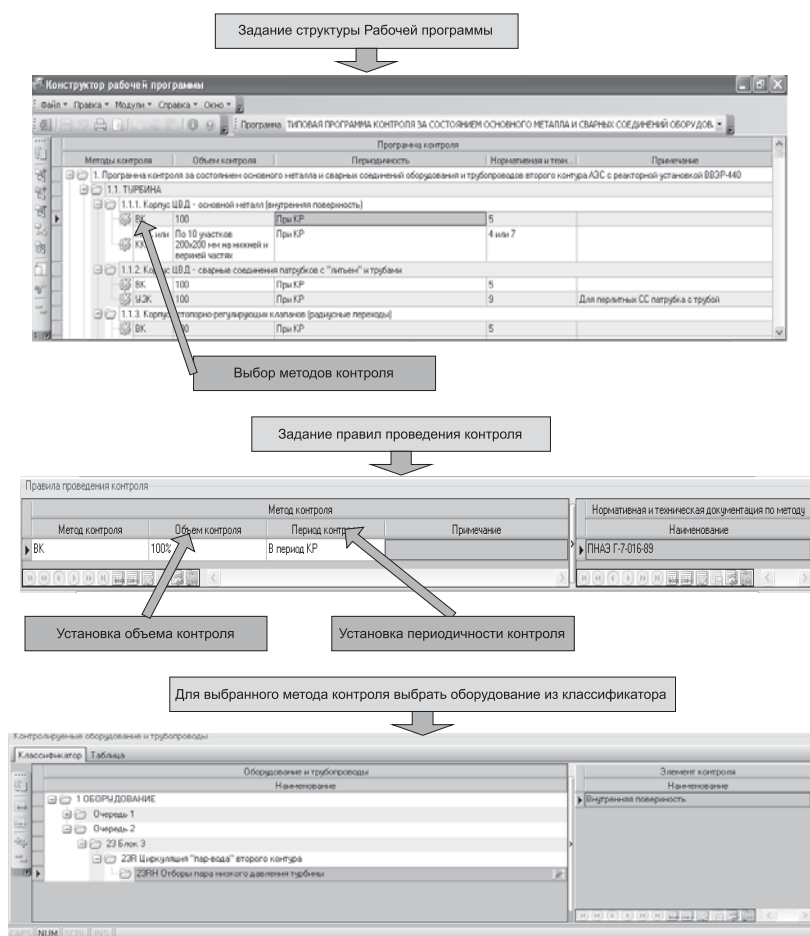 Задание структуры Рабочей программы
Конструктор рабочей программы
Файл Правка Модули Справка Окно
Программа ТИПОВАЯ ПРОГРАММА КОНТРОЛЯ ЗА СОСТОЯНИЕМ ОСНОВНОГО МЕТАЛЛА И СВАРНЫХ СОЕДИНЕНИЙ ОБОРУДОВ.
Программа контроля
Методы контроля Объем контроля Периодичность Нормативная и техн... Примечание
1. Программа контроля за состоянием основного металла и сварных соединений оборудования и трубопроводов второго контура АЭС с реакторной установкой ВВЭР-440
1.1. ТУРБИНА
1.1.1. Корпус ЦВД - основной металл (внутренняя поверхность)
ВК 100 При КР 5
или По 10 участков 200х200 мм на нижней и верхней частях При КР 4 или 7
1.1.2. Корпус ЦВД - сварные соединения патрубков с "литьем" и трубами
ВК 100 При КР 5
УЗК 100 При КР 9 Для перлитных СС патрубка с трубой
1.1.3. Корпус стопорно-регулирующих клапанов (радиусные переходы)
ВК 100 При КР 5
Выбор методов контроля
Задание правил проведения контроля
Правила проведения контроля
Метод контроля Нормативная и техническая документация по методу
Метод контроля Объем контроля Период контроля Примечание Наименование
ВК 100% В период КР ПНАЭ Г-7-016-89
Установка объема контроля Установка периодичности контроля
Для выбранного метода контроля выбрать оборудование из классификатора
Контролируемые оборудование и трубопроводы
Классификатор Таблица
Оборудование и трубопроводы Элемент контроля
Наименование Наименование
1 ОБОРУДОВАНИЕ Внутренняя поверхность
Очередь 1
Очередь 2
23 Блок 3
23R Циркуляция "пар-вода" второго контура
23RH Отборы пара низкого давления турбины
CAPS NUM SCRL INS